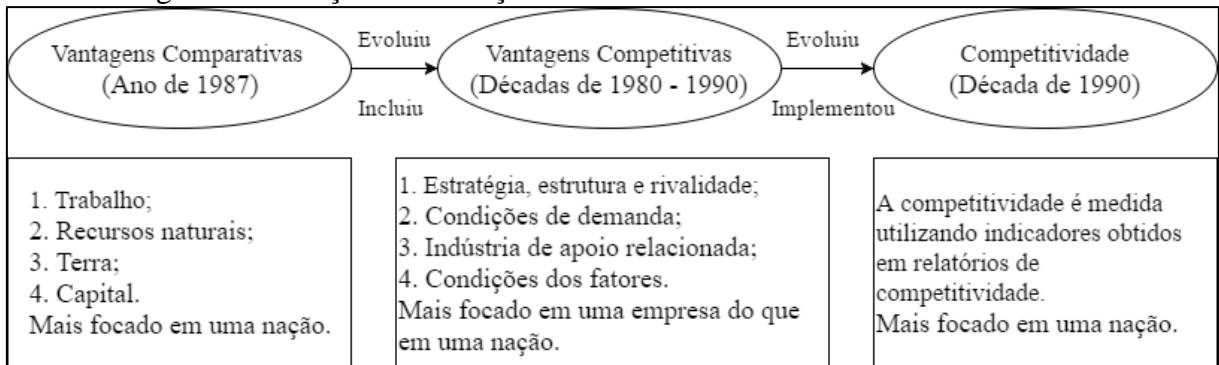 Vantagens Comparativas
(Ano de 1987)
Evoluiu
Incluiu
Vantagens Competitivas
(Décadas de 1980 - 1990)
Evoluiu
Implementou
Competitividade
(Década de 1990)
1. Trabalho;
2. Recursos naturais;
3. Terra;
4. Capital.
Mais focado em uma nação.
1. Estratégia, estrutura e rivalidade;
2. Condições de demanda;
3. Indústria de apoio relacionada;
4. Condições dos fatores.
Mais focado em uma empresa do que
em uma nação.
A competitividade é medida
utilizando indicadores obtidos
em relatórios de
competitividade.
Mais focado em uma nação.